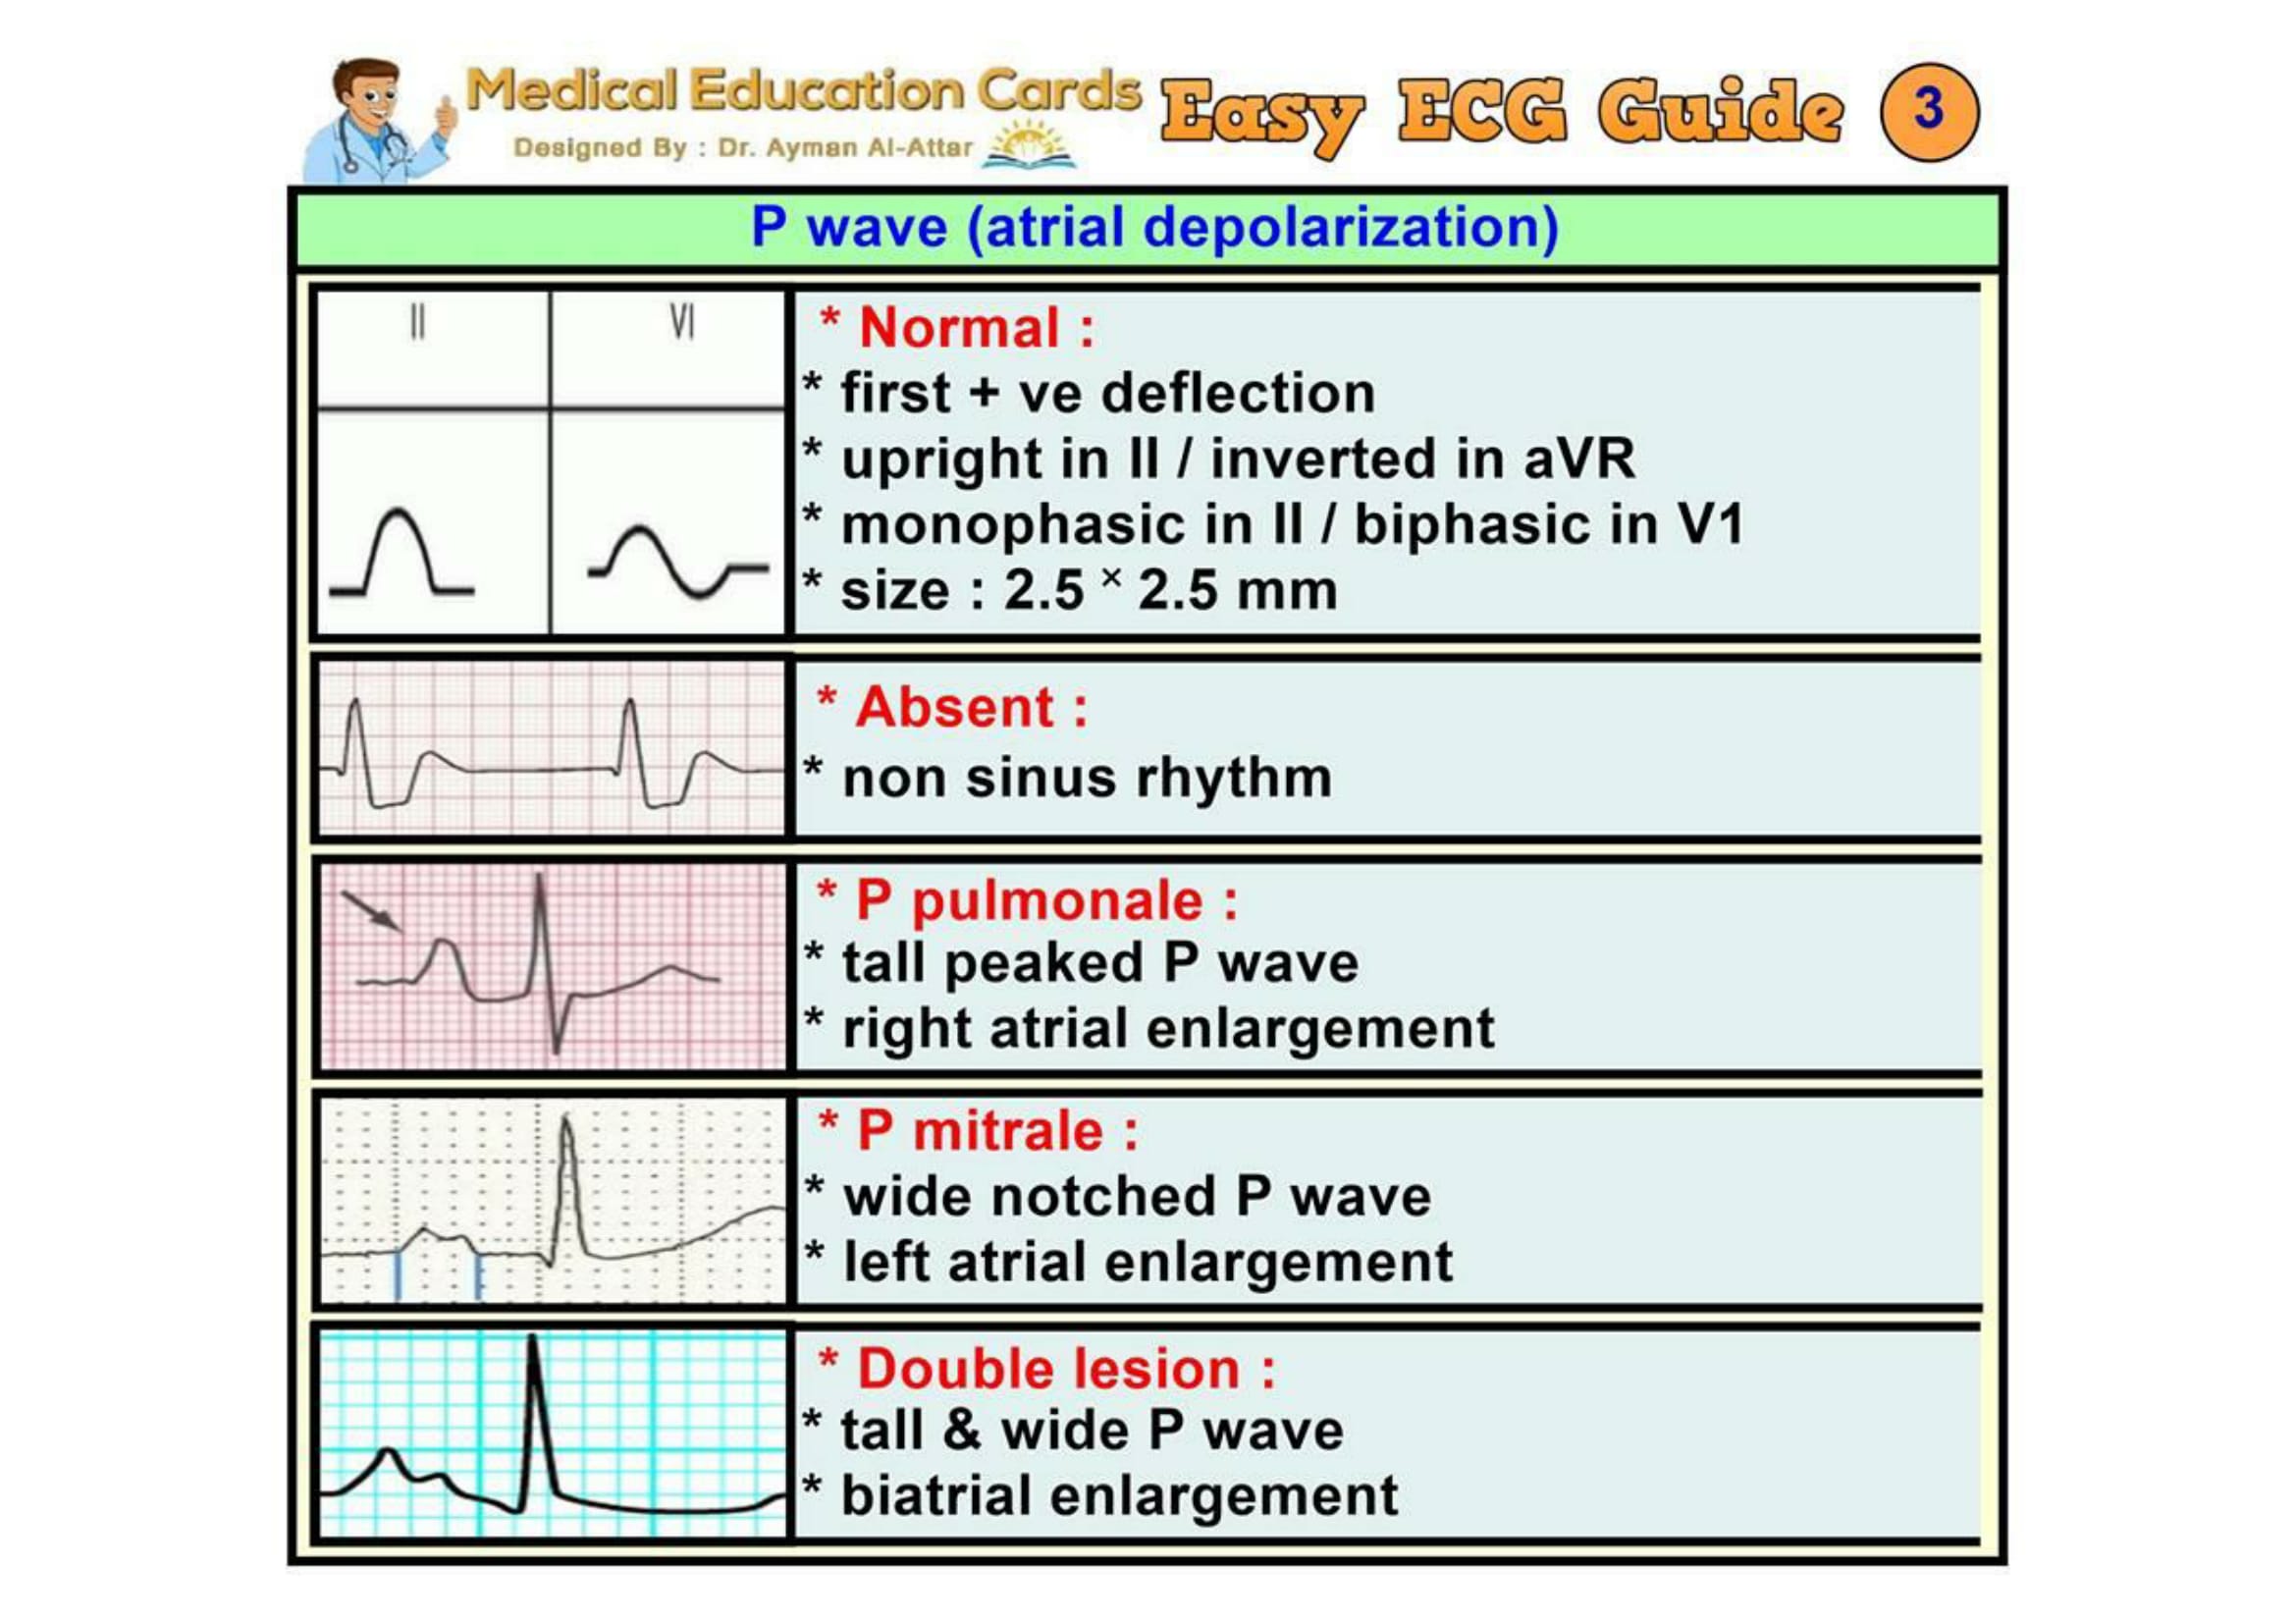 Medical Education Cards
Designed By : Dr. Ayman Al-Attar
Easy ECG Guide 3
P wave (atrial depolarization)
II
VI
* Normal :
* first + ve deflection
* upright in II / inverted in aVR
* monophasic in II / biphasic in V1
* size : 2.5 × 2.5 mm
* Absent :
* non sinus rhythm
* P pulmonale :
* tall peaked P wave
* right atrial enlargement
* P mitrale :
* wide notched P wave
* left atrial enlargement
* Double lesion :
* tall & wide P wave
* biatrial enlargement